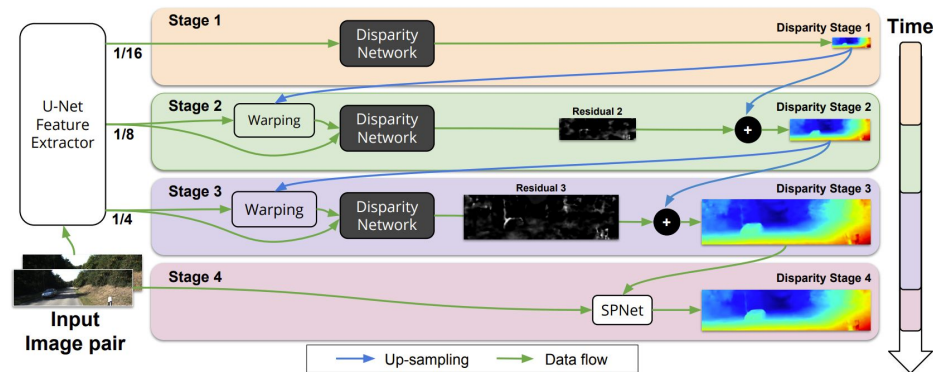 Stage 1
Disparity Stage 1
Time
1/16
Disparity
Network
U-Net
Feature
Extractor
Stage 2
Disparity Stage 2
Residual 2
Warping
1/8
Disparity
Network
+
Stage 3
Disparity Stage 3
Residual 3
Warping
1/4
Disparity
Network
+
Stage 4
Disparity Stage 4
SPNet
Input
Image pair
Up-sampling
Data flow